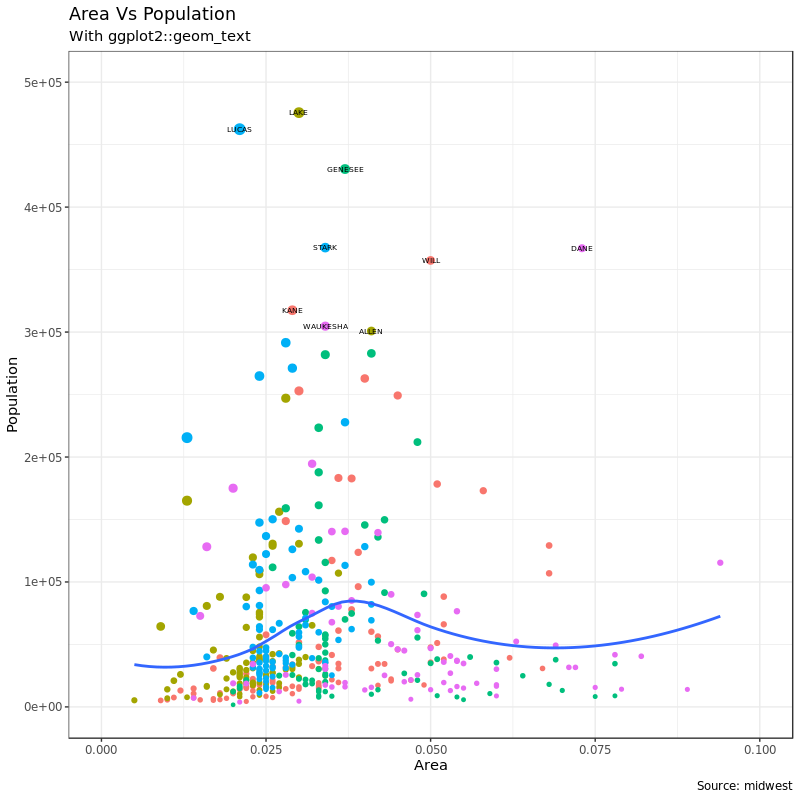 Area Vs Population
With ggplot2::geom_text
5e+05
LAKE
LUCAS
GENESEE
4e+05
STARK
DANE
WILL
KANE
WAUKESHA
ALLEN
3e+05
Population
2e+05
1e+05
0e+00
0.000 0.025 0.050 0.075 0.100
Area
Source: midwest